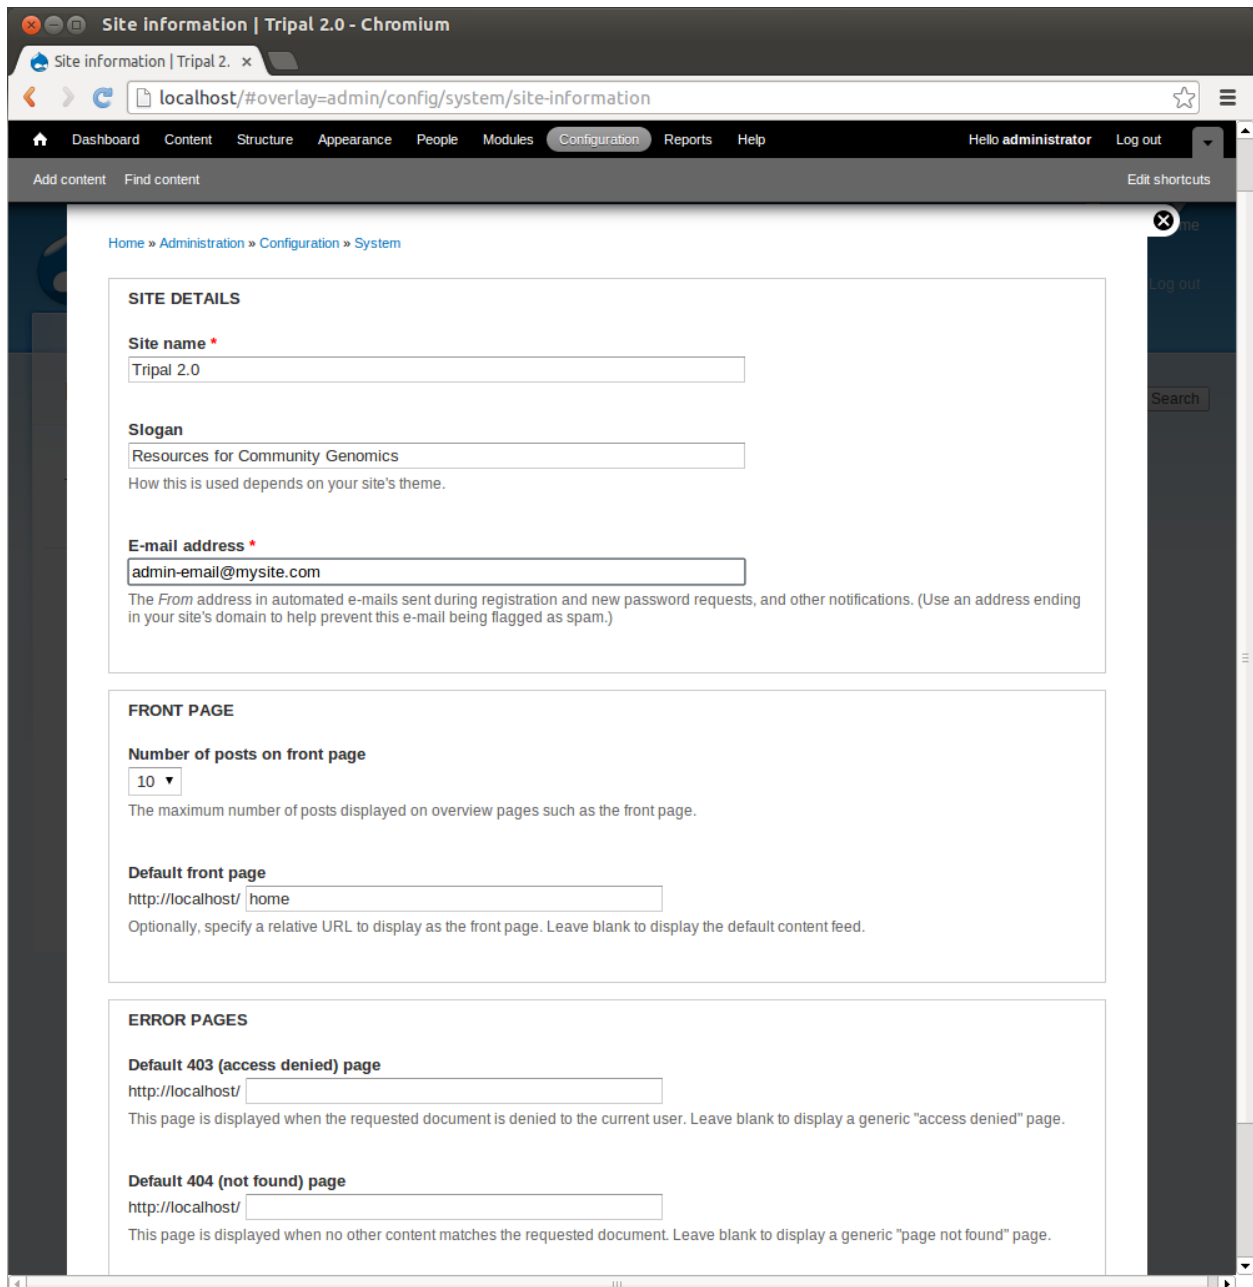 Site information | Tripal 2.0 - Chromium
Site information | Tripal 2. ×
localhost/#overlay=admin/config/system/site-information
Dashboard Content Structure Appearance People Modules Configuration Reports Help Hello administrator Log out
Add content Find content Edit shortcuts
Home » Administration » Configuration » System
me
Log out
SITE DETAILS
Site name *
Tripal 2.0
Search
Slogan
Resources for Community Genomics
How this is used depends on your site's theme.
E-mail address *
admin-email@mysite.com
The From address in automated e-mails sent during registration and new password requests, and other notifications. (Use an address ending
in your site's domain to help prevent this e-mail being flagged as spam.)
FRONT PAGE
Number of posts on front page
10
The maximum number of posts displayed on overview pages such as the front page.
Default front page
http://localhost/ home
Optionally, specify a relative URL to display as the front page. Leave blank to display the default content feed.
ERROR PAGES
Default 403 (access denied) page
http://localhost/
This page is displayed when the requested document is denied to the current user. Leave blank to display a generic "access denied" page.
Default 404 (not found) page
http://localhost/
This page is displayed when no other content matches the requested document. Leave blank to display a generic "page not found" page.